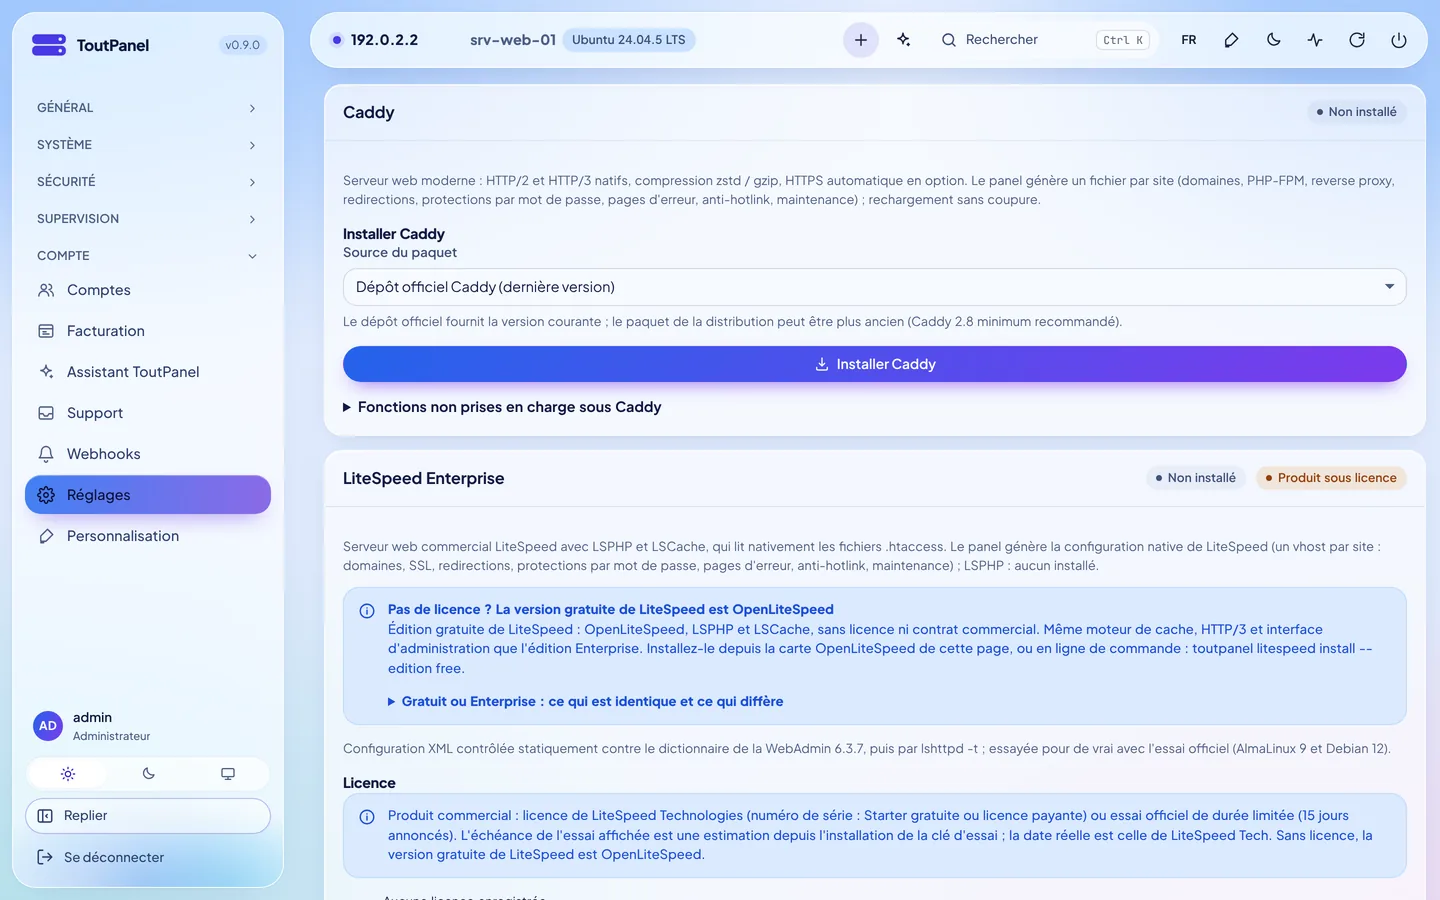 ToutPanel
v0.9.0
GÉNÉRAL
SYSTÈME
SÉCURITÉ
SUPERVISION
COMPTE
Comptes
Facturation
Assistant ToutPanel
Support
Webhooks
Réglages
Personnalisation
AD
admin
Administrateur
Replier
Se déconnecter
192.0.2.2
srv-web-01
Ubuntu 24.04.5 LTS
Rechercher
Ctrl K
FR
Caddy
Non installé
Serveur web moderne : HTTP/2 et HTTP/3 natifs, compression zstd / gzip, HTTPS automatique en option. Le panel génère un fichier par site (domaines, PHP-FPM, reverse proxy,
redirections, protections par mot de passe, pages d'erreur, anti-hotlink, maintenance) ; rechargement sans coupure.
Installer Caddy
Source du paquet
Dépôt officiel Caddy (dernière version)
Le dépôt officiel fournit la version courante ; le paquet de la distribution peut être plus ancien (Caddy 2.8 minimum recommandé).
Installer Caddy
Fonctions non prises en charge sous Caddy
LiteSpeed Enterprise
Non installé
Produit sous licence
Serveur web commercial LiteSpeed avec LSPHP et LSCache, qui lit nativement les fichiers .htaccess. Le panel génère la configuration native de LiteSpeed (un vhost par site :
domaines, SSL, redirections, protections par mot de passe, pages d'erreur, anti-hotlink, maintenance) ; LSPHP : aucun installé.
Pas de licence ? La version gratuite de LiteSpeed est OpenLiteSpeed
Édition gratuite de LiteSpeed : OpenLiteSpeed, LSPHP et LSCache, sans licence ni contrat commercial. Même moteur de cache, HTTP/3 et interface
d'administration que l'édition Enterprise. Installez-le depuis la carte OpenLiteSpeed de cette page, ou en ligne de commande : toutpanel litespeed install --
edition free.
Gratuit ou Enterprise : ce qui est identique et ce qui diffère
Configuration XML contrôlée statiquement contre le dictionnaire de la WebAdmin 6.3.7, puis par lshttpd -t ; essayée pour de vrai avec l'essai officiel (AlmaLinux 9 et Debian 12).
Licence
Produit commercial : licence de LiteSpeed Technologies (numéro de série : Starter gratuite ou licence payante) ou essai officiel de durée limitée (15 jours
annoncés). L'échéance de l'essai affichée est une estimation depuis l'installation de la clé d'essai ; la date réelle est celle de LiteSpeed Tech. Sans licence, la
version gratuite de LiteSpeed est OpenLiteSpeed.